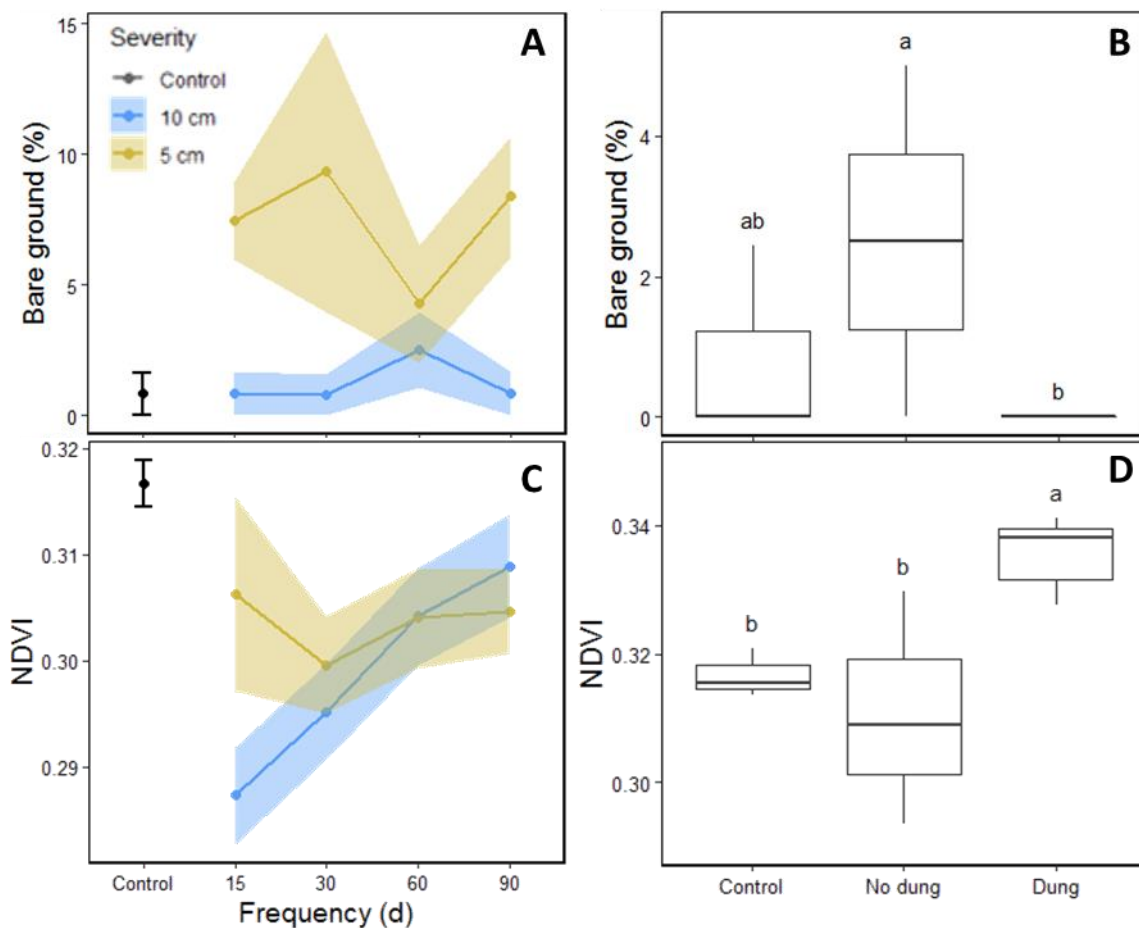 Severity
Control
10 cm
5 cm
A
Bare ground (%)
15
10
5
0
B
Bare ground (%)
4
2
0
ab
a
b
C
NDVI
0.32
0.31
0.30
0.29
Control
15
30
60
90
Frequency (d)
D
NDVI
0.34
0.32
0.30
b
b
a
Control
No dung
Dung